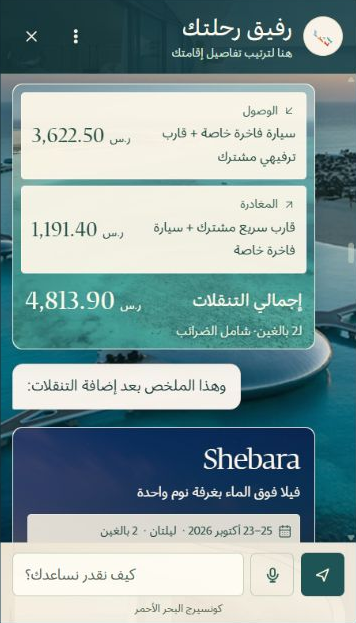 رفيق رحلتك
هنا لترتيب تفاصيل إقامتك
الوصول
سيارة فاخرة خاصة + قارب
ترفيهي مشترك
3,622.50 ر.س
المغادرة
قارب سريع مشترك + سيارة
فاخرة خاصة
1,191.40 ر.س
إجمالي التنقلات
4,813.90 ر.س
لـ2 بالغين · شامل الضرائب
وهذا الملخص بعد إضافة التنقلات:
Shebara
فيلا فوق الماء بغرفة نوم واحدة
23–25 أكتوبر 2026 · ليلتان · 2 بالغين
كيف نقدر نساعدك؟
كونسيرج البحر الأحمر